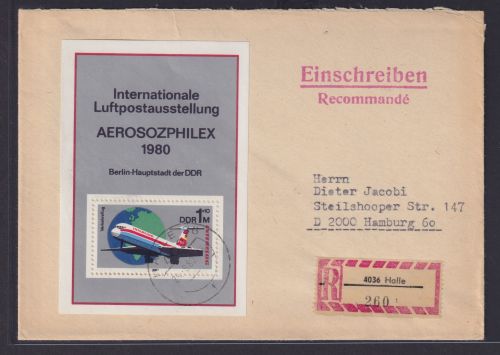 Internationale
Luftpostausstellung
AEROSOZPHILEX
1980
Berlin-Hauptstadt der DDR
DDR 1+10 M
Einschreiben
Recommandé
Herrn
Dieter Jacobi
Steilshooper Str. 147
D 2000 Hamburg 60
R
4036 Halle
260